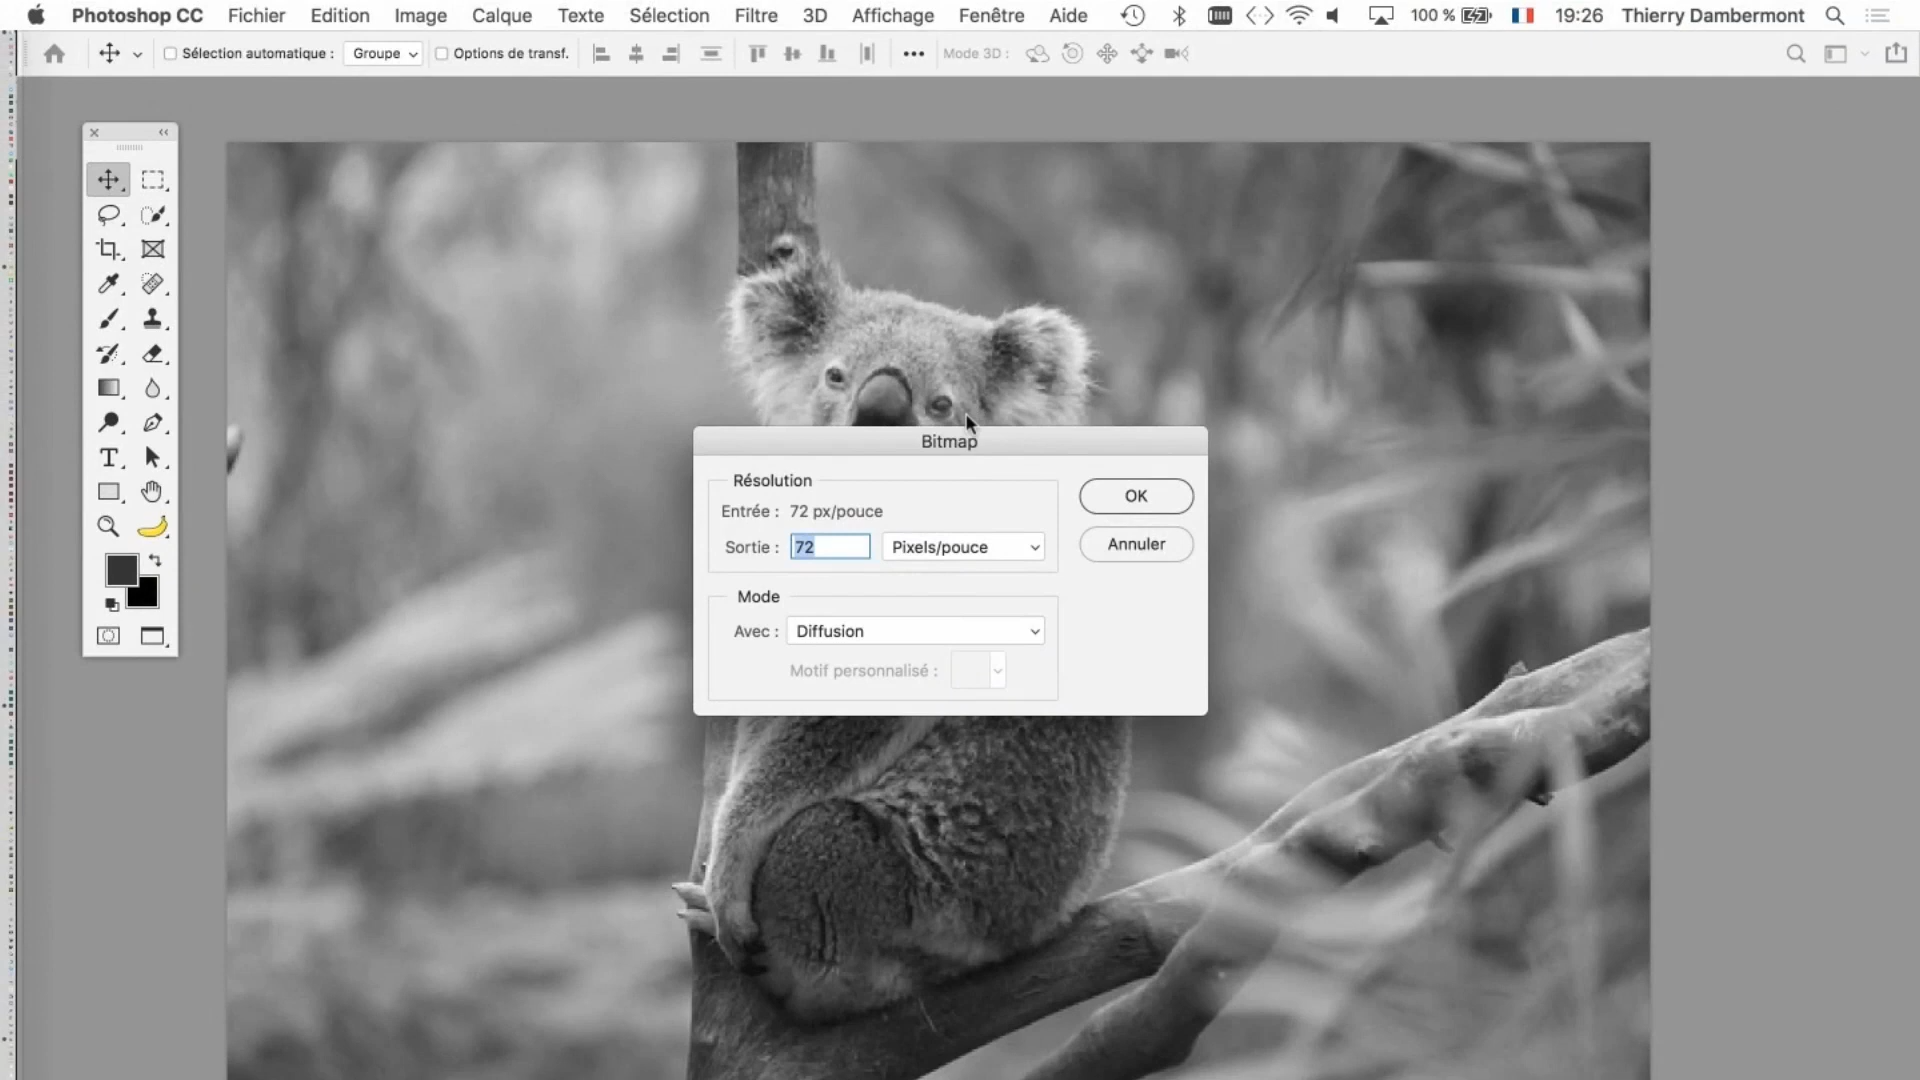 Photoshop CC Fichier Edition Image Calque Texte Sélection Filtre 3D Affichage Fenêtre Aide 100 % 19:26 Thierry Dambermont
Sélection automatique : Groupe Options de transf. Mode 3D :
Bitmap
Résolution
Entrée : 72 px/pouce
OK
Sortie : 72 Pixels/pouce
Annuler
Mode
Avec : Diffusion
Motif personnalisé :